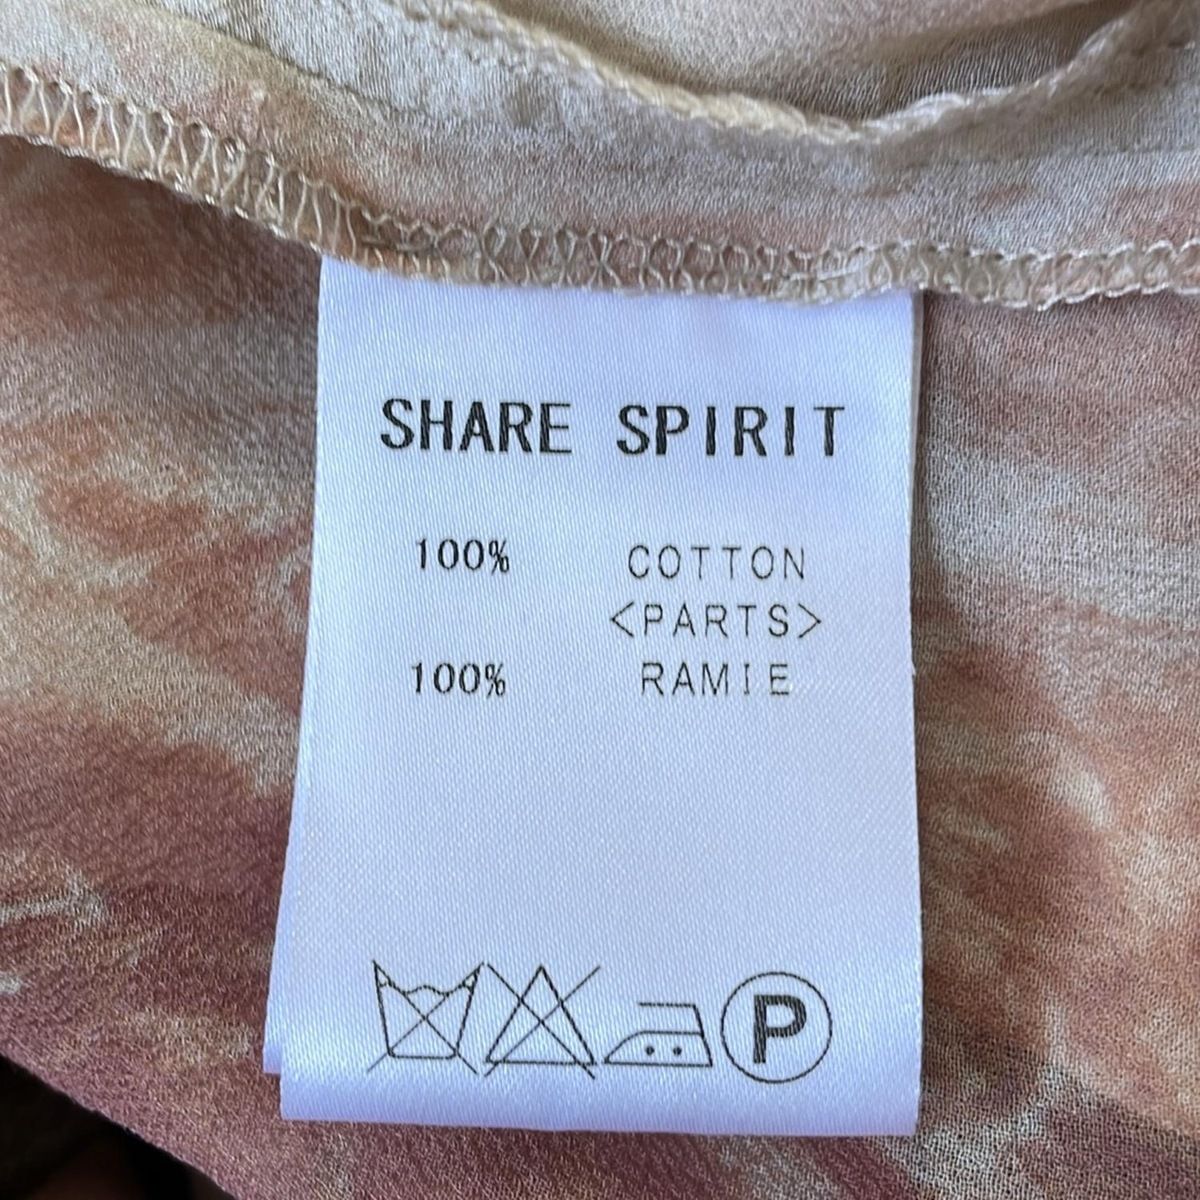 SHARE SPIRIT
100% COTTON
<PARTS>
100% RAMIE
P